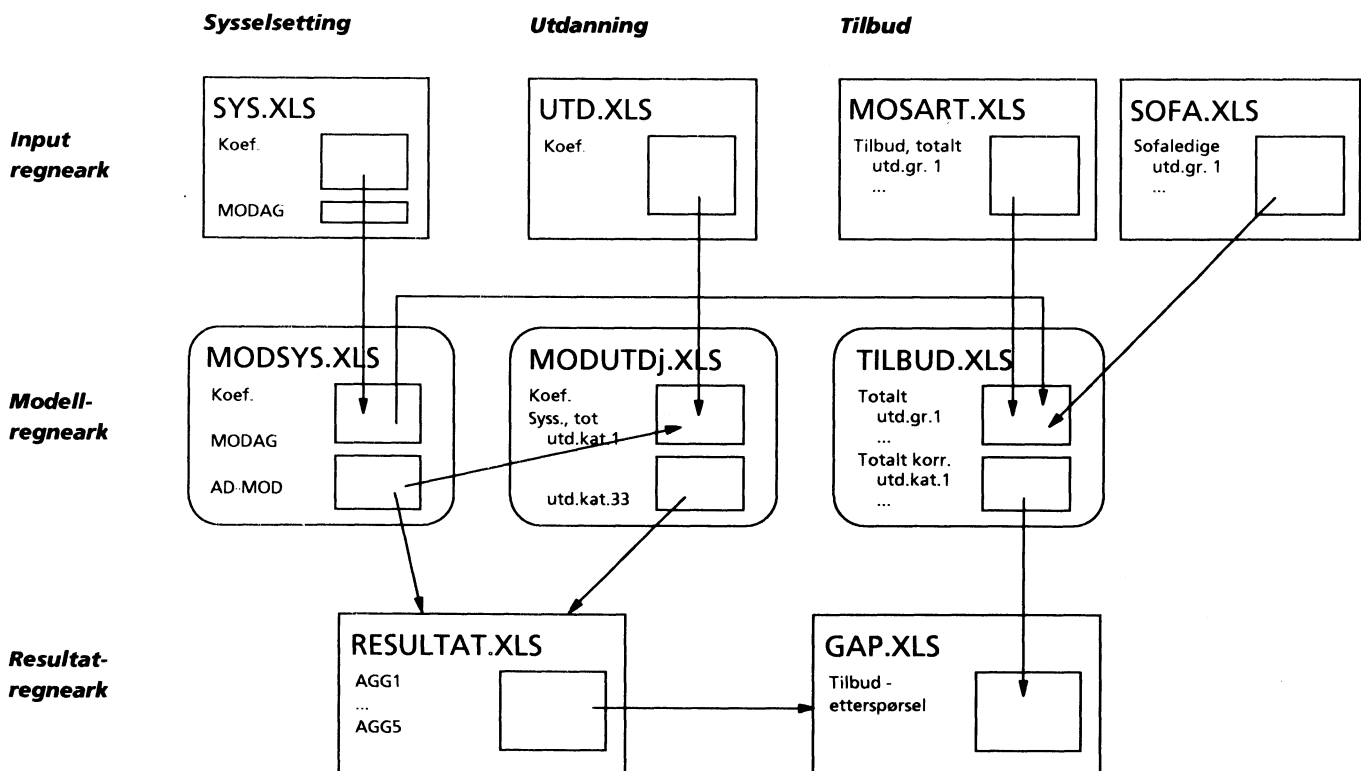 Sysselsetting
Utdanning
Tilbud
Input
regneark
SYS.XLS
Koef.
MODAG
UTD.XLS
Koef.
MOSART.XLS
Tilbud, totalt
utd.gr. 1
...
SOFA.XLS
Sofaledige
utd.gr. 1
...
Modell-
regneark
MODSYS.XLS
Koef.
MODAG
AD-MOD
MODUTDj.XLS
Koef.
Syss., tot
utd.kat.1
utd.kat.33
TILBUD.XLS
Totalt
utd.gr.1
...
Totalt korr.
utd.kat.1
...
Resultat-
regneark
RESULTAT.XLS
AGG1
...
AGG5
GAP.XLS
Tilbud -
etterspørsel